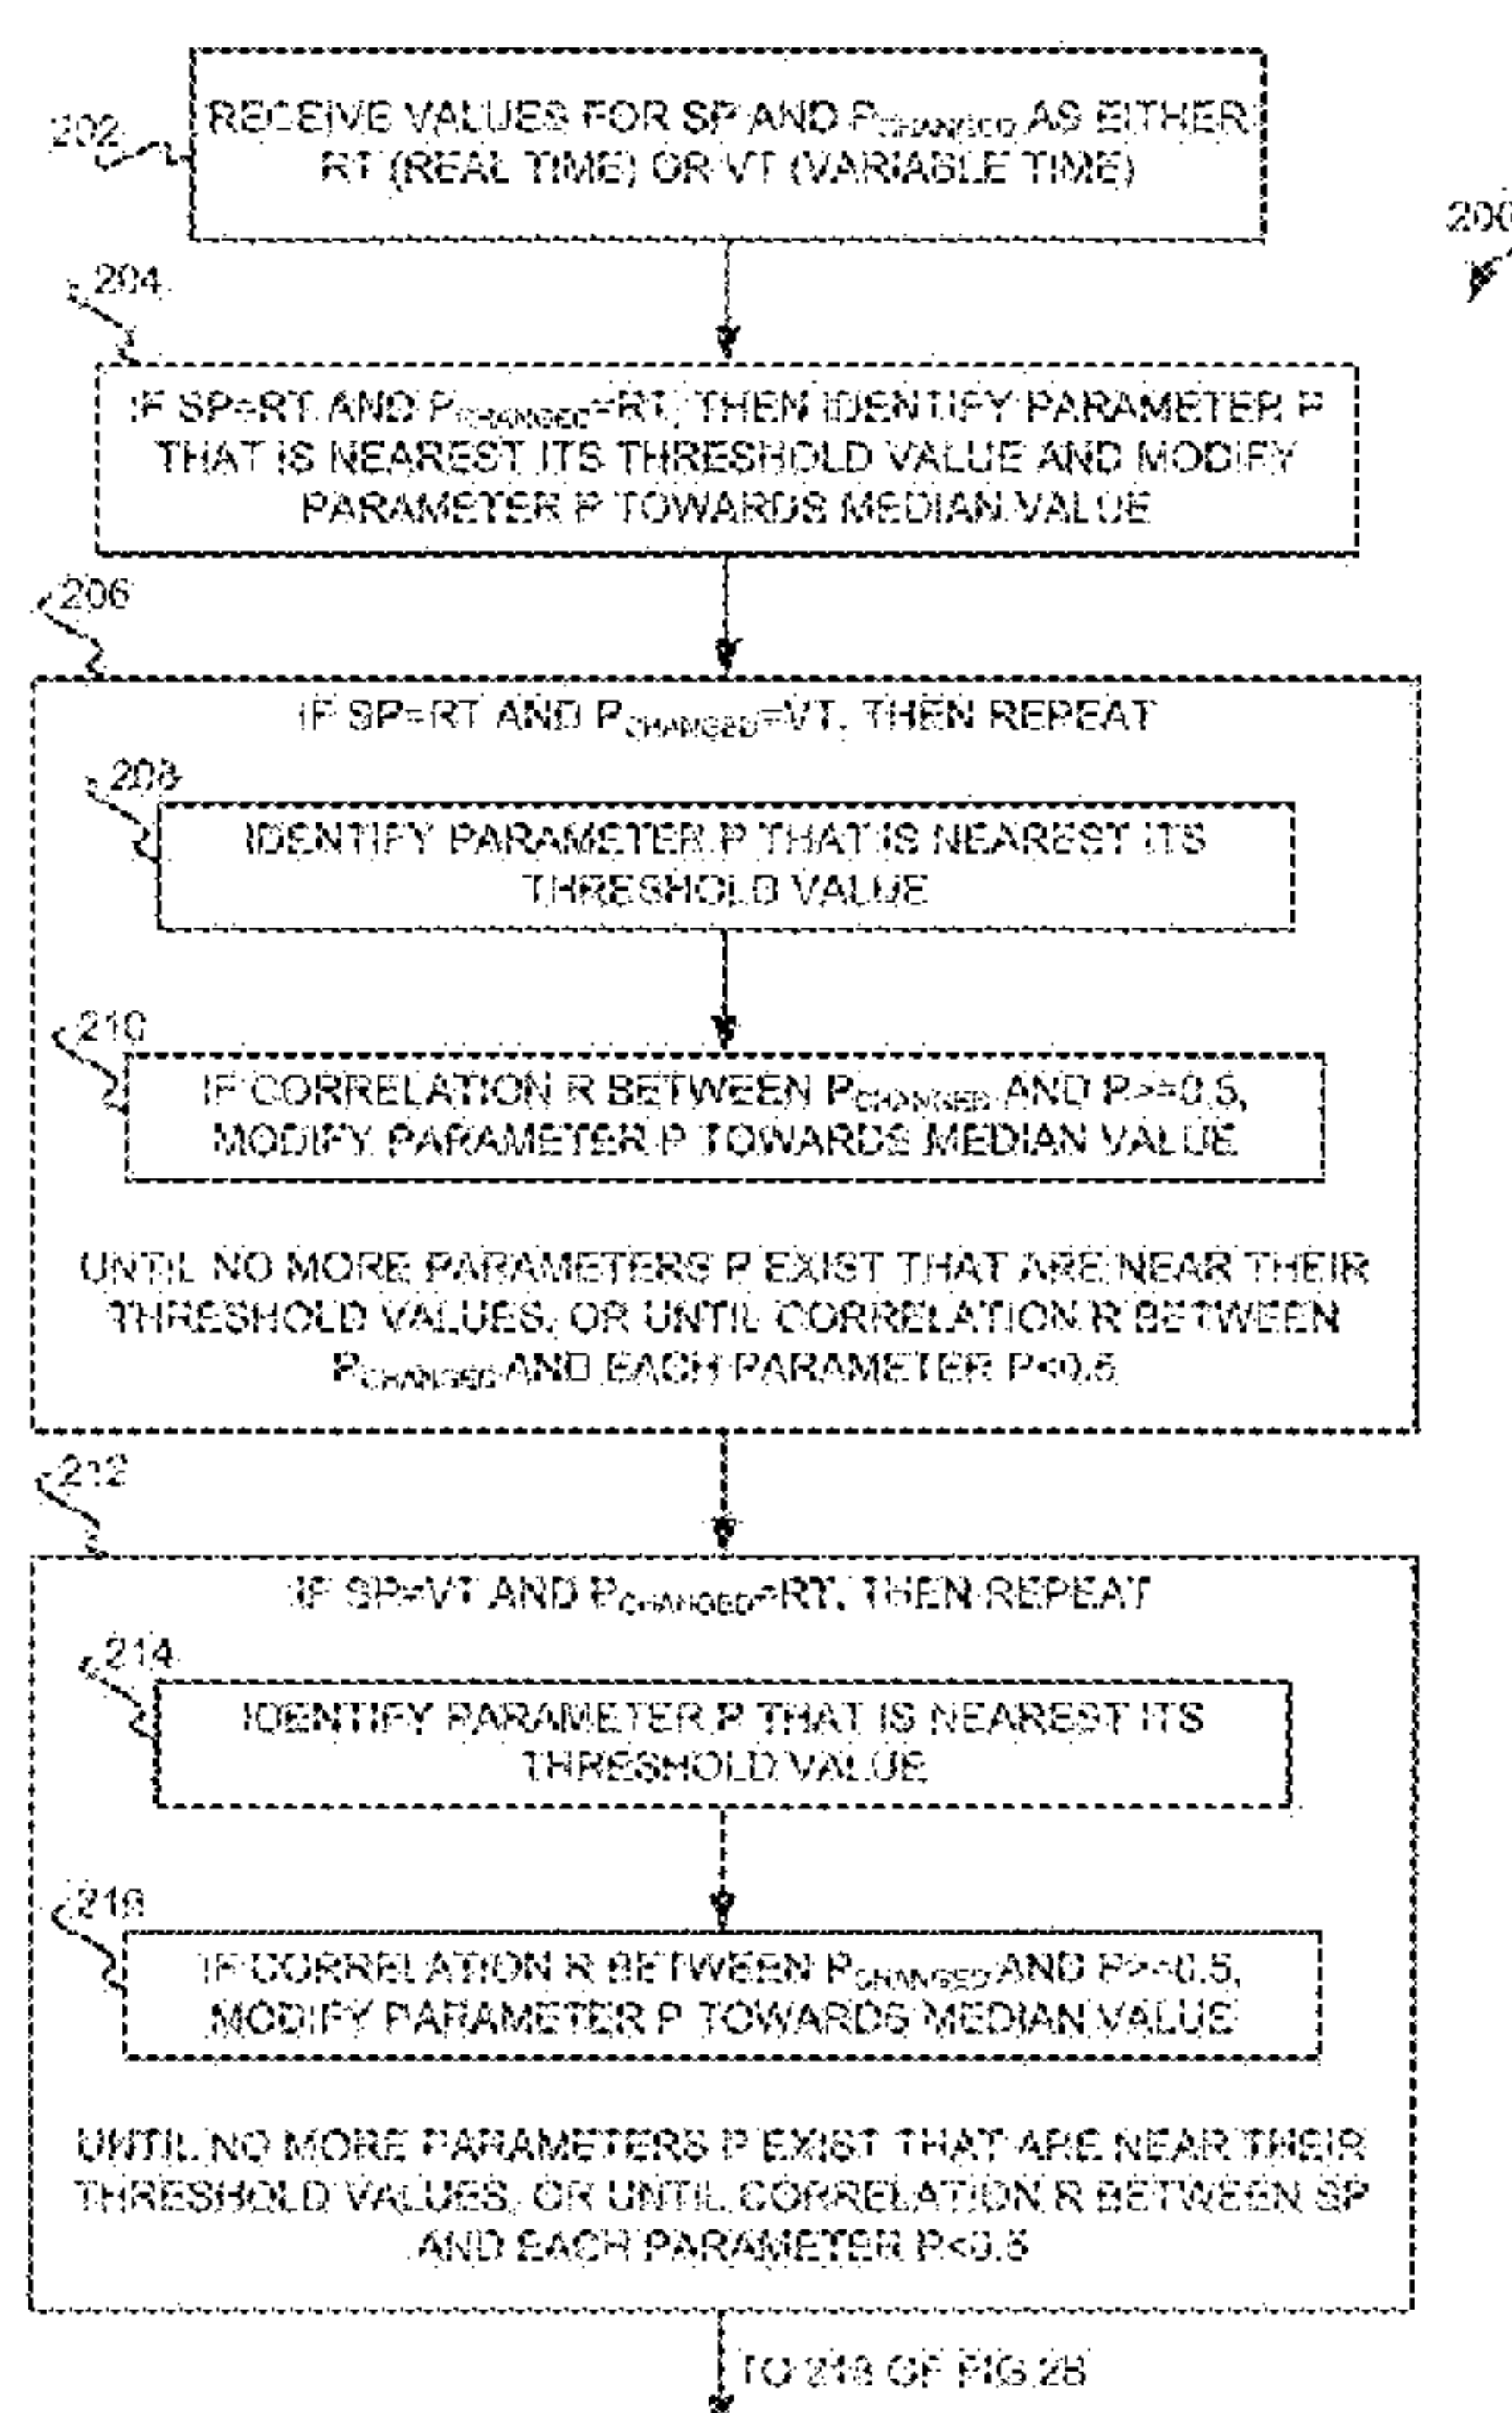 202
RECEIVE VALUES FOR SP AND PCHANGED AS EITHER
RT (REAL TIME) OR VT (VARIABLE TIME)
200
204
IF SP=RT AND PCHANGED=RT, THEN IDENTIFY PARAMETER P
THAT IS NEAREST ITS THRESHOLD VALUE AND MODIFY
PARAMETER P TOWARDS MEDIAN VALUE
206
IF SP=RT AND PCHANGED=VT, THEN REPEAT
208
IDENTIFY PARAMETER P THAT IS NEAREST ITS
THRESHOLD VALUE
210
IF CORRELATION R BETWEEN PCHANGED AND P>=0.5,
MODIFY PARAMETER P TOWARDS MEDIAN VALUE
UNTIL NO MORE PARAMETERS P EXIST THAT ARE NEAR THEIR
THRESHOLD VALUES, OR UNTIL CORRELATION R BETWEEN
PCHANGED AND EACH PARAMETER P<0.5
212
IF SP=VT AND PCHANGED=RT, THEN REPEAT
214
IDENTIFY PARAMETER P THAT IS NEAREST ITS
THRESHOLD VALUE
216
IF CORRELATION R BETWEEN PCHANGED AND P>=0.5,
MODIFY PARAMETER P TOWARDS MEDIAN VALUE
UNTIL NO MORE PARAMETERS P EXIST THAT ARE NEAR THEIR
THRESHOLD VALUES, OR UNTIL CORRELATION R BETWEEN SP
AND EACH PARAMETER P<0.5
TO 218 OF FIG 2B